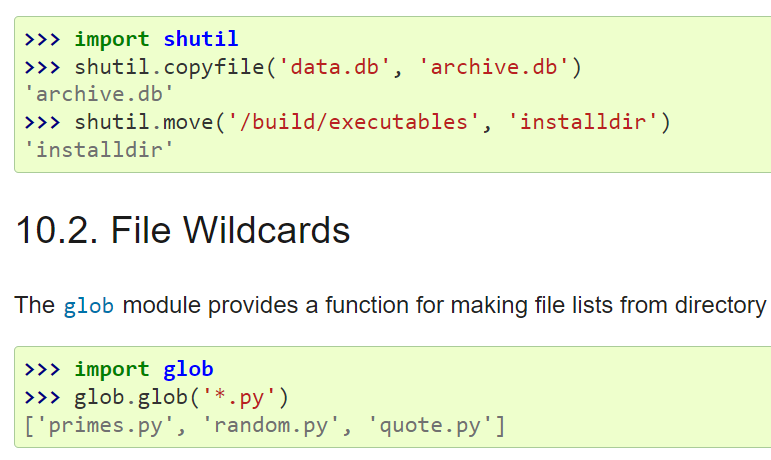 >>> import shutil
>>> shutil.copyfile('data.db', 'archive.db')
'archive.db'
>>> shutil.move('/build/executables', 'installdir')
'installdir'
10.2. File Wildcards
The glob module provides a function for making file lists from directory
>>> import glob
>>> glob.glob('*.py')
['primes.py', 'random.py', 'quote.py']